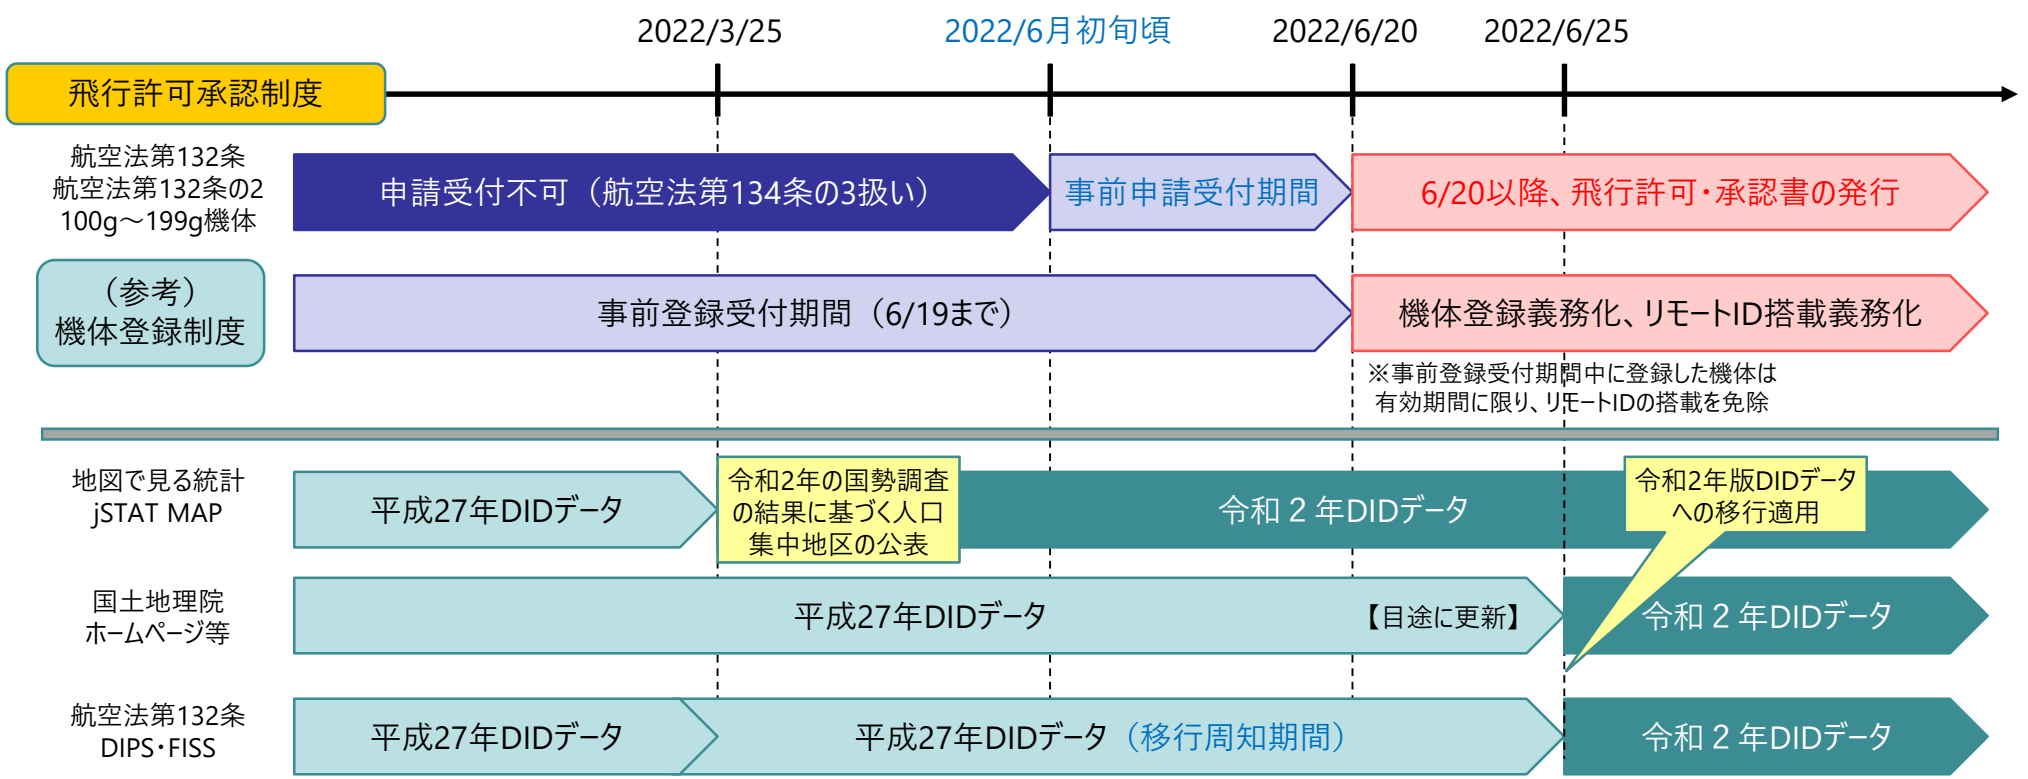 2022/3/25
2022/6月初旬頃
2022/6/20
2022/6/25
飛行許可承認制度
航空法第132条
航空法第132条の2
100g～199g機体
申請受付不可（航空法第134条の3扱い）
事前申請受付期間
6/20以降、飛行許可・承認書の発行
（参考）
機体登録制度
事前登録受付期間（6/19まで）
機体登録義務化、リモートID搭載義務化
※事前登録受付期間中に登録した機体は
有効期間に限り、リモートIDの搭載を免除
地図で見る統計
jSTAT MAP
平成27年DIDデータ
令和2年の国勢調査
の結果に基づく人口
集中地区の公表
令和２年DIDデータ
令和2年版DIDデータ
への移行適用
国土地理院
ホームページ等
平成27年DIDデータ
【目途に更新】
令和２年DIDデータ
航空法第132条
DIPS・FISS
平成27年DIDデータ
平成27年DIDデータ（移行周知期間）
令和２年DIDデータ